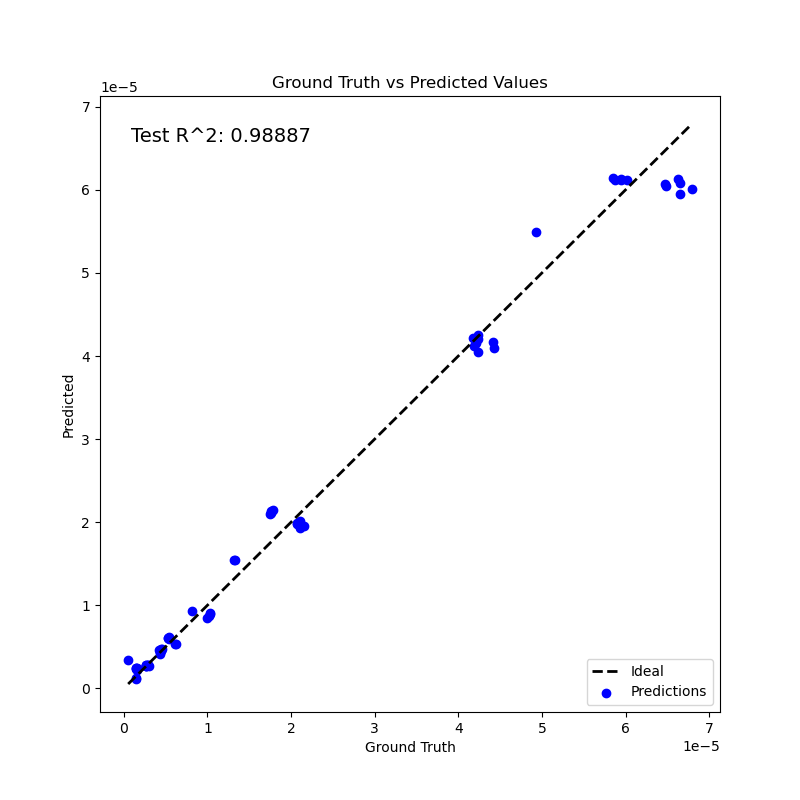 Ground Truth vs Predicted Values
1e−5
Test R^2: 0.98887
7
6
5
4
3
2
1
0
Predicted
Ideal
Predictions
0 1 2 3 4 5 6 7
Ground Truth
1e−5